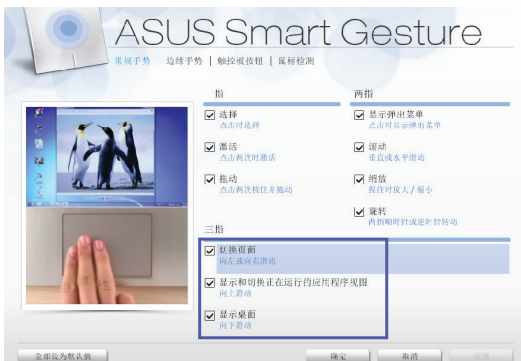 ASUS Smart Gesture
常规手势 边缘手势 | 触控板按钮 | 鼠标检测
指
选择
点击时选择
激活
点击两次时激活
拖动
点击两次按住并拖动
两指
显示弹出菜单
点击时显示弹出菜单
滚动
垂直或水平滑动
缩放
捏住时放大/缩小
旋转
两指顺时针或逆时针转动
三指
切换页面
向左或向右滑动
显示和切换正在运行的应用程序视图
向上滑动
显示桌面
向下滑动
全部设为默认值
确定
取消
应用